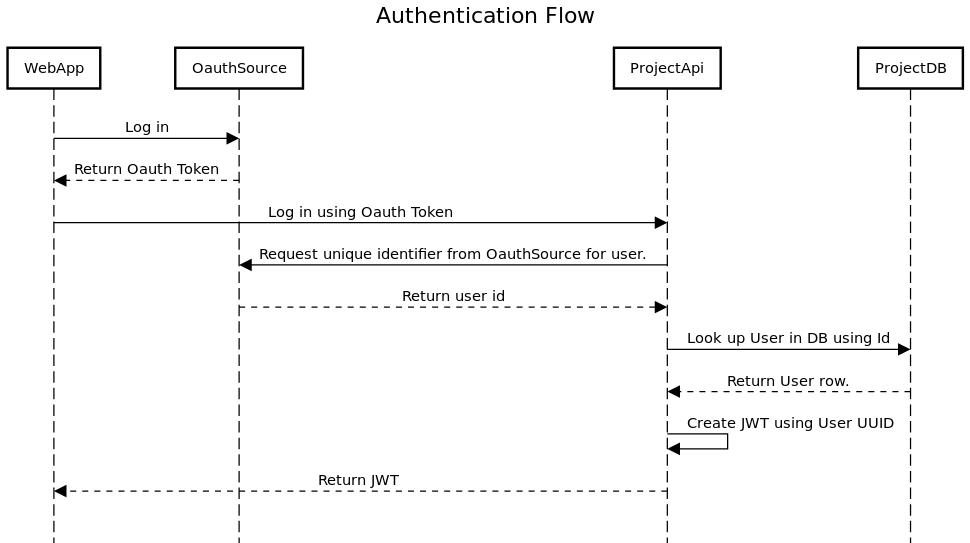 Authentication Flow
WebApp
OauthSource
ProjectApi
ProjectDB
Log in
Return Oauth Token
Log in using Oauth Token
Request unique identifier from OauthSource for user.
Return user id
Look up User in DB using Id
Return User row.
Create JWT using User UUID
Return JWT